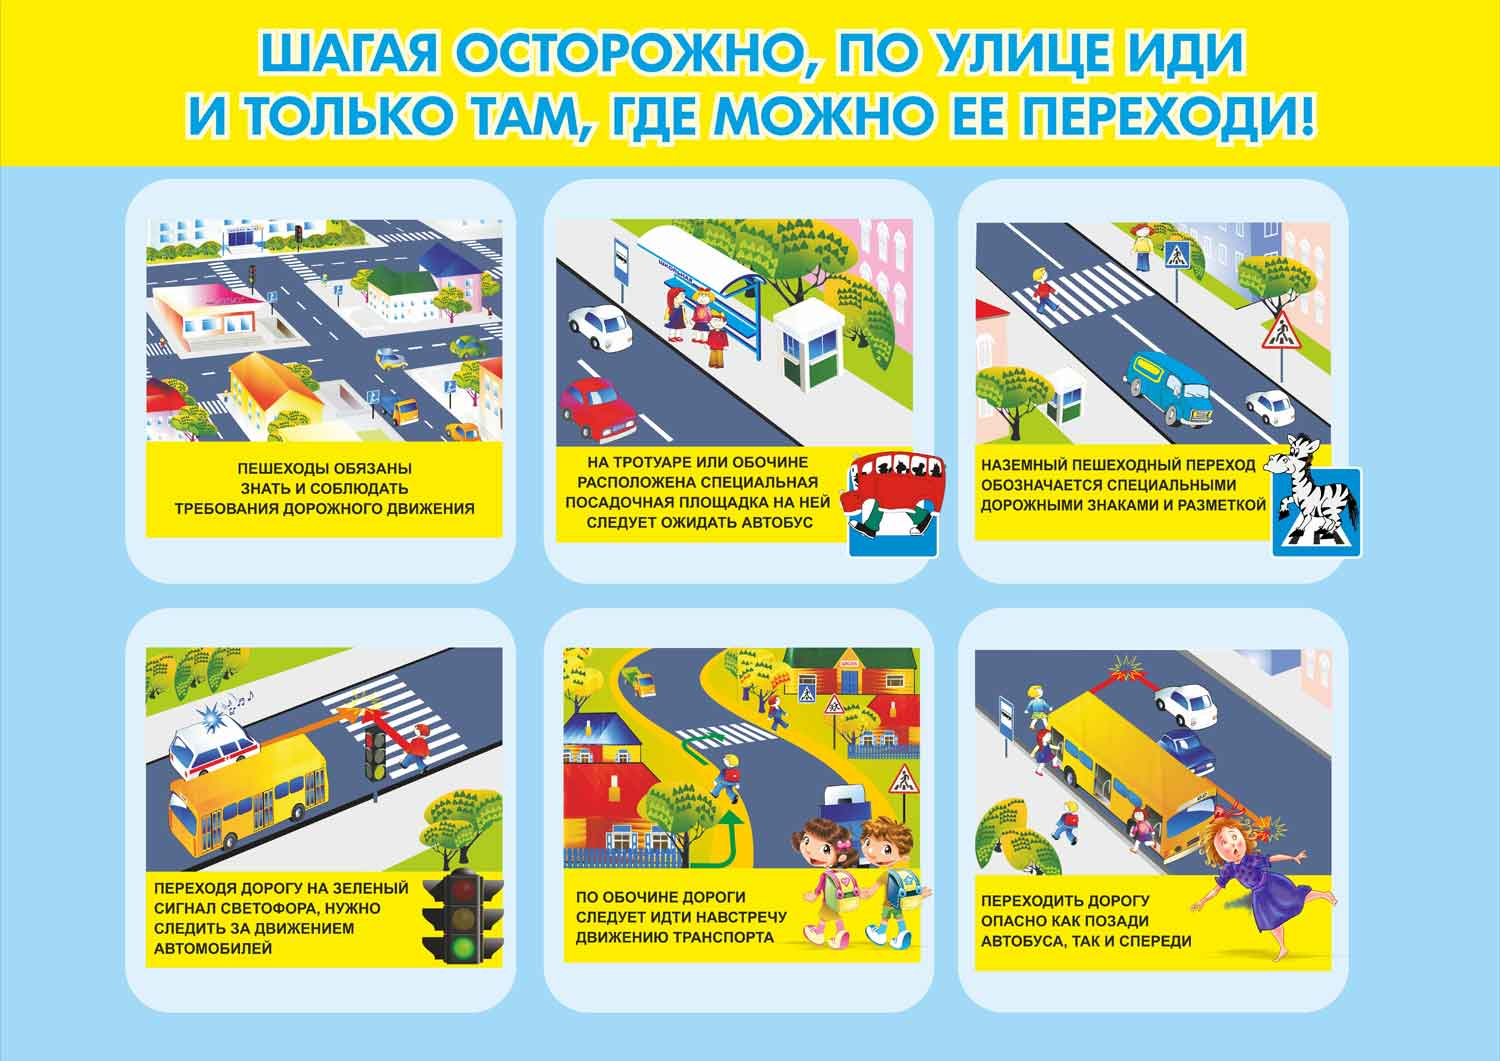 ШАГАЯ ОСТОРОЖНО, ПО УЛИЦЕ ИДИ
И ТОЛЬКО ТАМ, ГДЕ МОЖНО ЕЕ ПЕРЕХОДИ!
ПЕШЕХОДЫ ОБЯЗАНЫ
ЗНАТЬ И СОБЛЮДАТЬ
ТРЕБОВАНИЯ ДОРОЖНОГО ДВИЖЕНИЯ
ШКОЛЬНАЯ
НА ТРОТУАРЕ ИЛИ ОБОЧИНЕ
РАСПОЛОЖЕНА СПЕЦИАЛЬНАЯ
ПОСАДОЧНАЯ ПЛОЩАДКА НА НЕЙ
СЛЕДУЕТ ОЖИДАТЬ АВТОБУС
НАЗЕМНЫЙ ПЕШЕХОДНЫЙ ПЕРЕХОД
ОБОЗНАЧАЕТСЯ СПЕЦИАЛЬНЫМИ
ДОРОЖНЫМИ ЗНАКАМИ И РАЗМЕТКОЙ
ПЕРЕХОДЯ ДОРОГУ НА ЗЕЛЕНЫЙ
СИГНАЛ СВЕТОФОРА, НУЖНО
СЛЕДИТЬ ЗА ДВИЖЕНИЕМ
АВТОМОБИЛЕЙ
ШКОЛА
ПО ОБОЧИНЕ ДОРОГИ
СЛЕДУЕТ ИДТИ НАВСТРЕЧУ
ДВИЖЕНИЮ ТРАНСПОРТА
ПЕРЕХОДИТЬ ДОРОГУ
ОПАСНО КАК ПОЗАДИ
АВТОБУСА, ТАК И СПЕРЕДИ